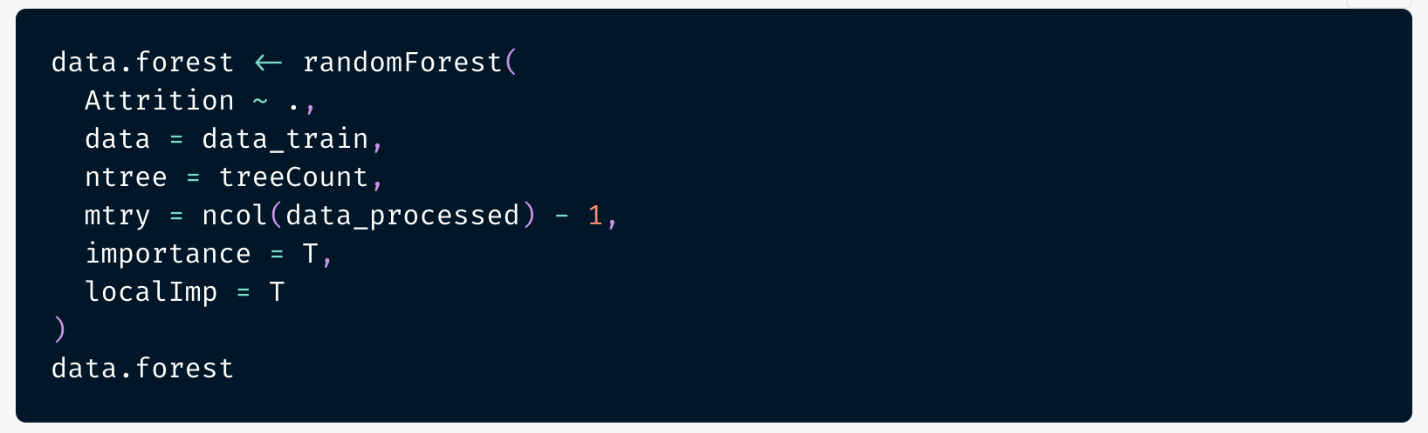 data.forest <- randomForest(
  Attrition ~ .,
  data = data_train,
  ntree = treeCount,
  mtry = ncol(data_processed) - 1,
  importance = T,
  localImp = T
)
data.forest